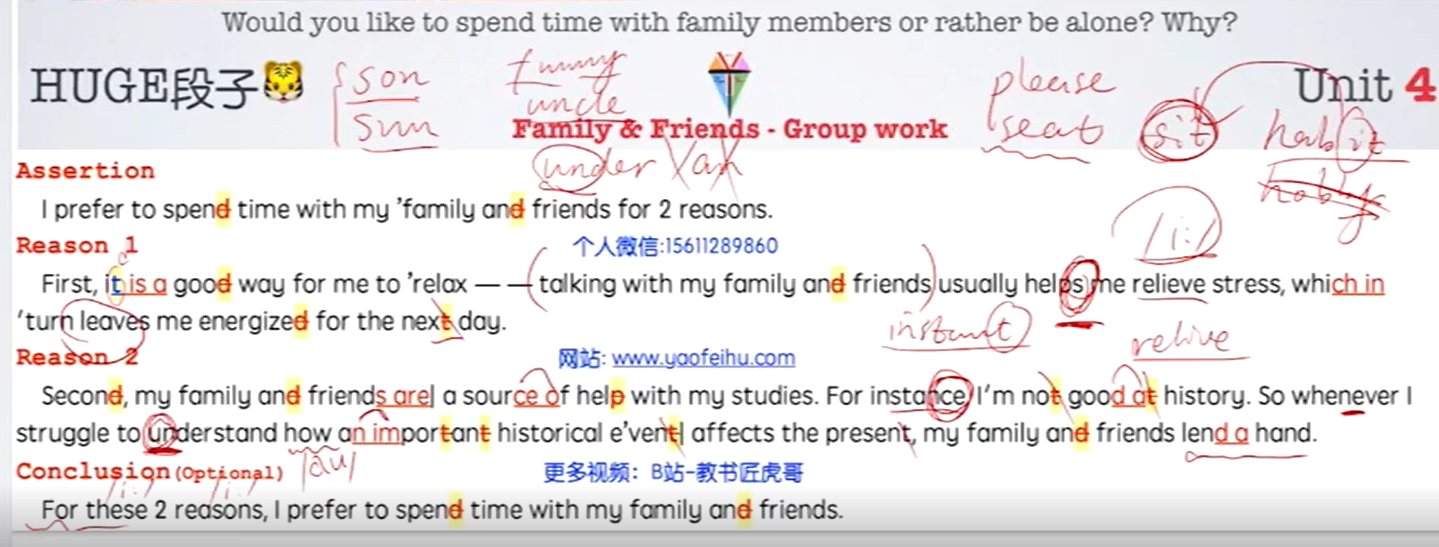 Would you like to spend time with family members or rather be alone? Why?
HUGE段子
son
sun
funny
uncle
under
please
seat
sit
habit
Unit 4
Family & Friends - Group work
Assertion
I prefer to spend time with my 'family and friends for 2 reasons.
/i:/
Reason 1
个人微信:15611289860
First, it is a good way for me to 'relax — — talking with my family and friends usually helps me relieve stress, which in
'turn leaves me energized for the next day.
instant
relive
Reason 2
网站: www.yaofeihu.com
Second, my family and friends are| a source of help with my studies. For instance I'm not good at history. So whenever I
struggle to understand how an important historical e'vent| affects the present, my family and friends lend a hand.
Conclusion(Optional)
/au/
更多视频：B站-教书匠虎哥
/i:/
/i:/
For these 2 reasons, I prefer to spend time with my family and friends.